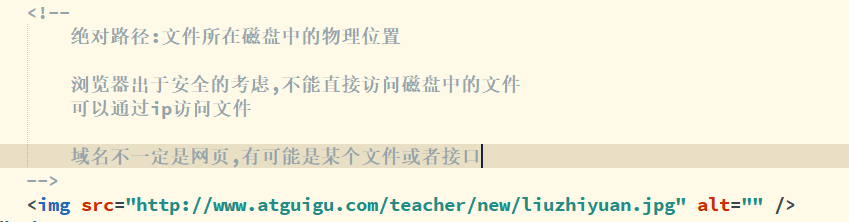 <!--
绝对路径:文件所在磁盘中的物理位置
浏览器出于安全的考虑,不能直接访问磁盘中的文件
可以通过ip访问文件
域名不一定是网页,有可能是某个文件或者接口
-->
<img src="http://www.atguigu.com/teacher/new/liuzhiyuan.jpg" alt="" />